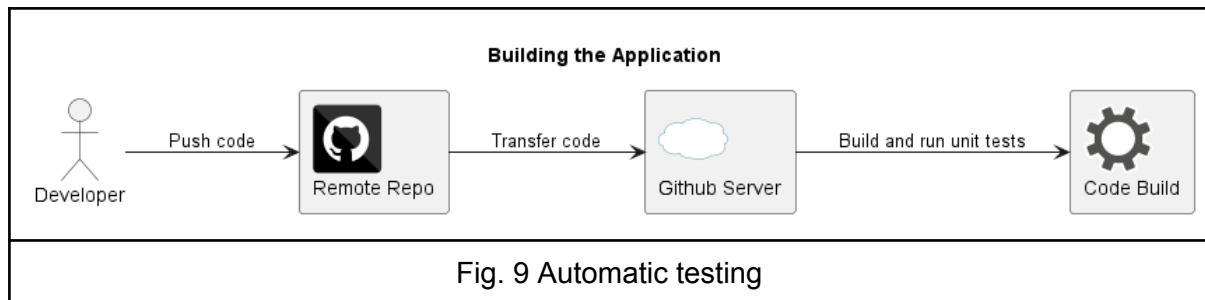 Building the Application
Push code
Transfer code
Build and run unit tests
Developer
Remote Repo
Github Server
Code Build
Fig. 9 Automatic testing